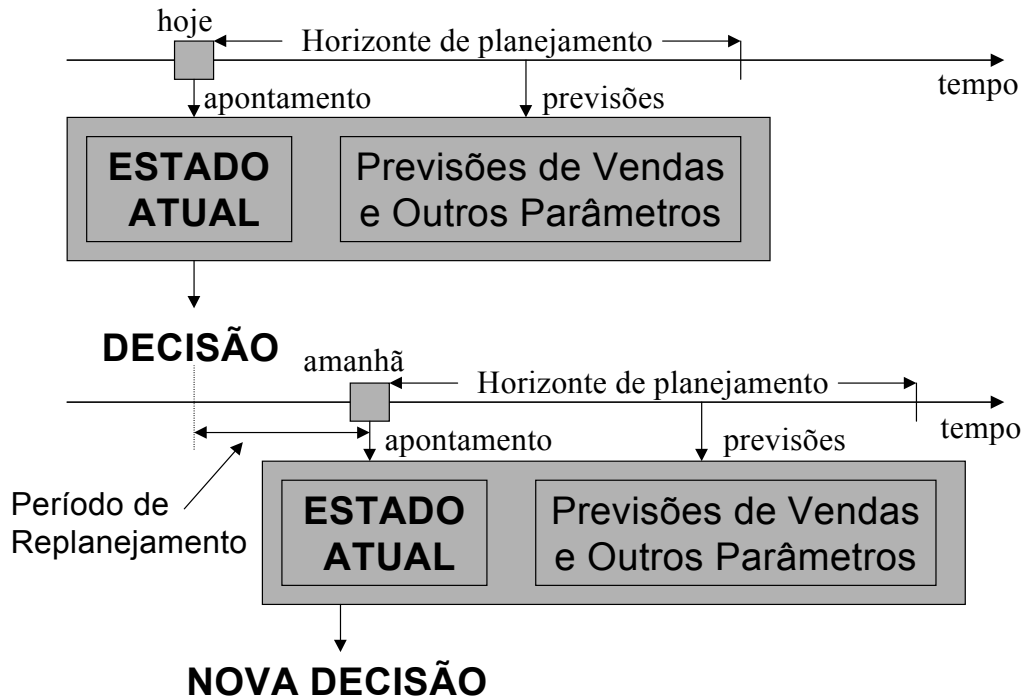 hoje
Horizonte de planejamento
tempo
apontamento
previsões
ESTADO
ATUAL
Previsões de Vendas
e Outros Parâmetros
DECISÃO
amanhã
Horizonte de planejamento
tempo
apontamento
previsões
Período de
Replanejamento
ESTADO
ATUAL
Previsões de Vendas
e Outros Parâmetros
NOVA DECISÃO